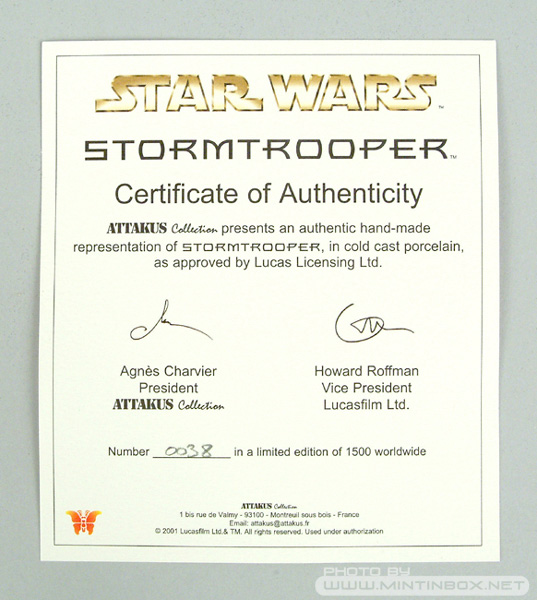 STAR WARS™
STORMTROOPER™
Certificate of Authenticity
ATTAKUS Collection presents an authentic hand-made
representation of STORMTROOPER, in cold cast porcelain,
as approved by Lucas Licensing Ltd.
Agnès Charvier
President
ATTAKUS Collection
Howard Roffman
Vice President
Lucasfilm Ltd.
Number 0038 in a limited edition of 1500 worldwide
ATTAKUS Collection
1 bis rue de Valmy - 93100 - Montreuil sous bois - France
Email: attakus@attakus.fr
© 2001 Lucasfilm Ltd.& TM. All rights reserved. Used under authorization
PHOTO BY
WWW.MINTINBOX.NET